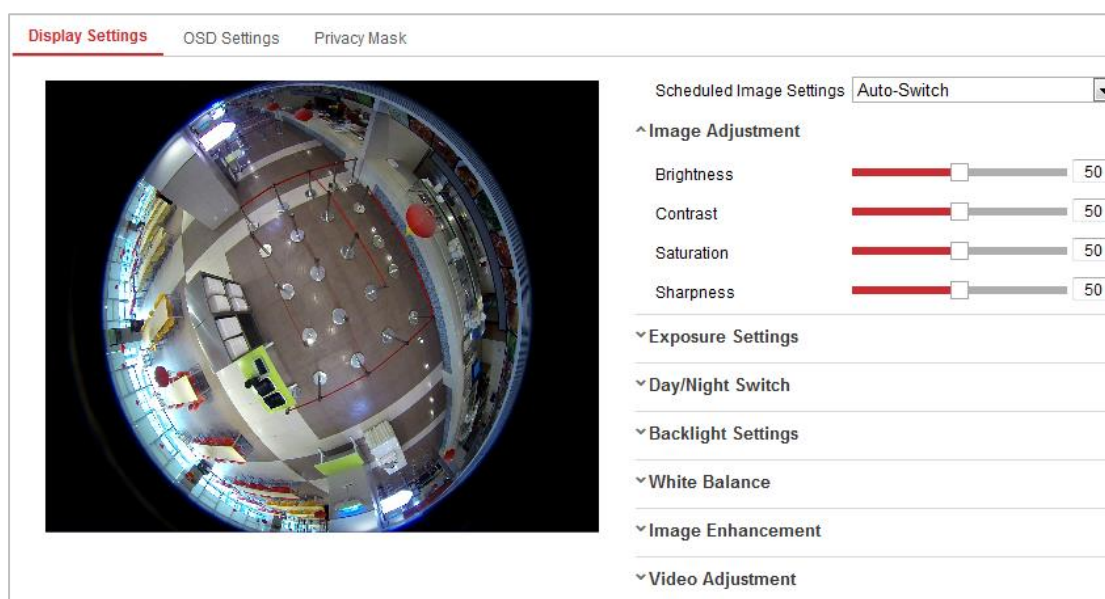 Display Settings OSD Settings Privacy Mask
Scheduled Image Settings Auto-Switch
Image Adjustment
Brightness 50
Contrast 50
Saturation 50
Sharpness 50
Exposure Settings
Day/Night Switch
Backlight Settings
White Balance
Image Enhancement
Video Adjustment